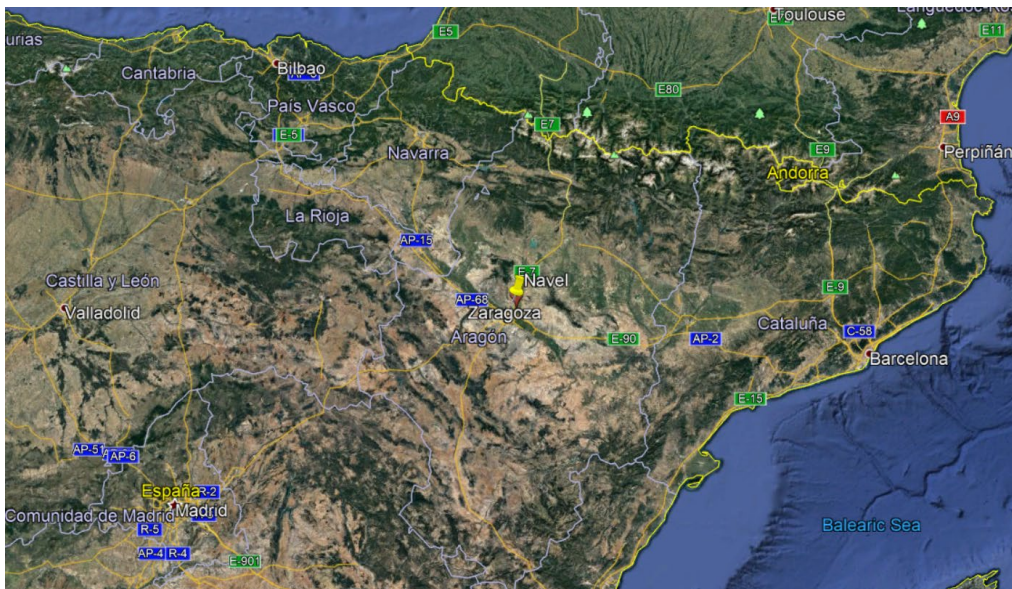 Toulouse
Languedoc-Ro
E11
urias
E5
Bilbao
Cantabria
E80
País Vasco
A9
E-5
E7
E9
Navarra
Perpiñán
Andorra
La Rioja
AP-15
E-7
Navel
Castilla y León
E-9
AP-68
Valladolid
Zaragoza
Cataluña
Aragón
E-90
AP-2
C-58
Barcelona
E-15
AP-51
AP-6
España
R-2
Comunidad de Madrid
Madrid
R-5
Balearic Sea
AP-4
R-4
E-901